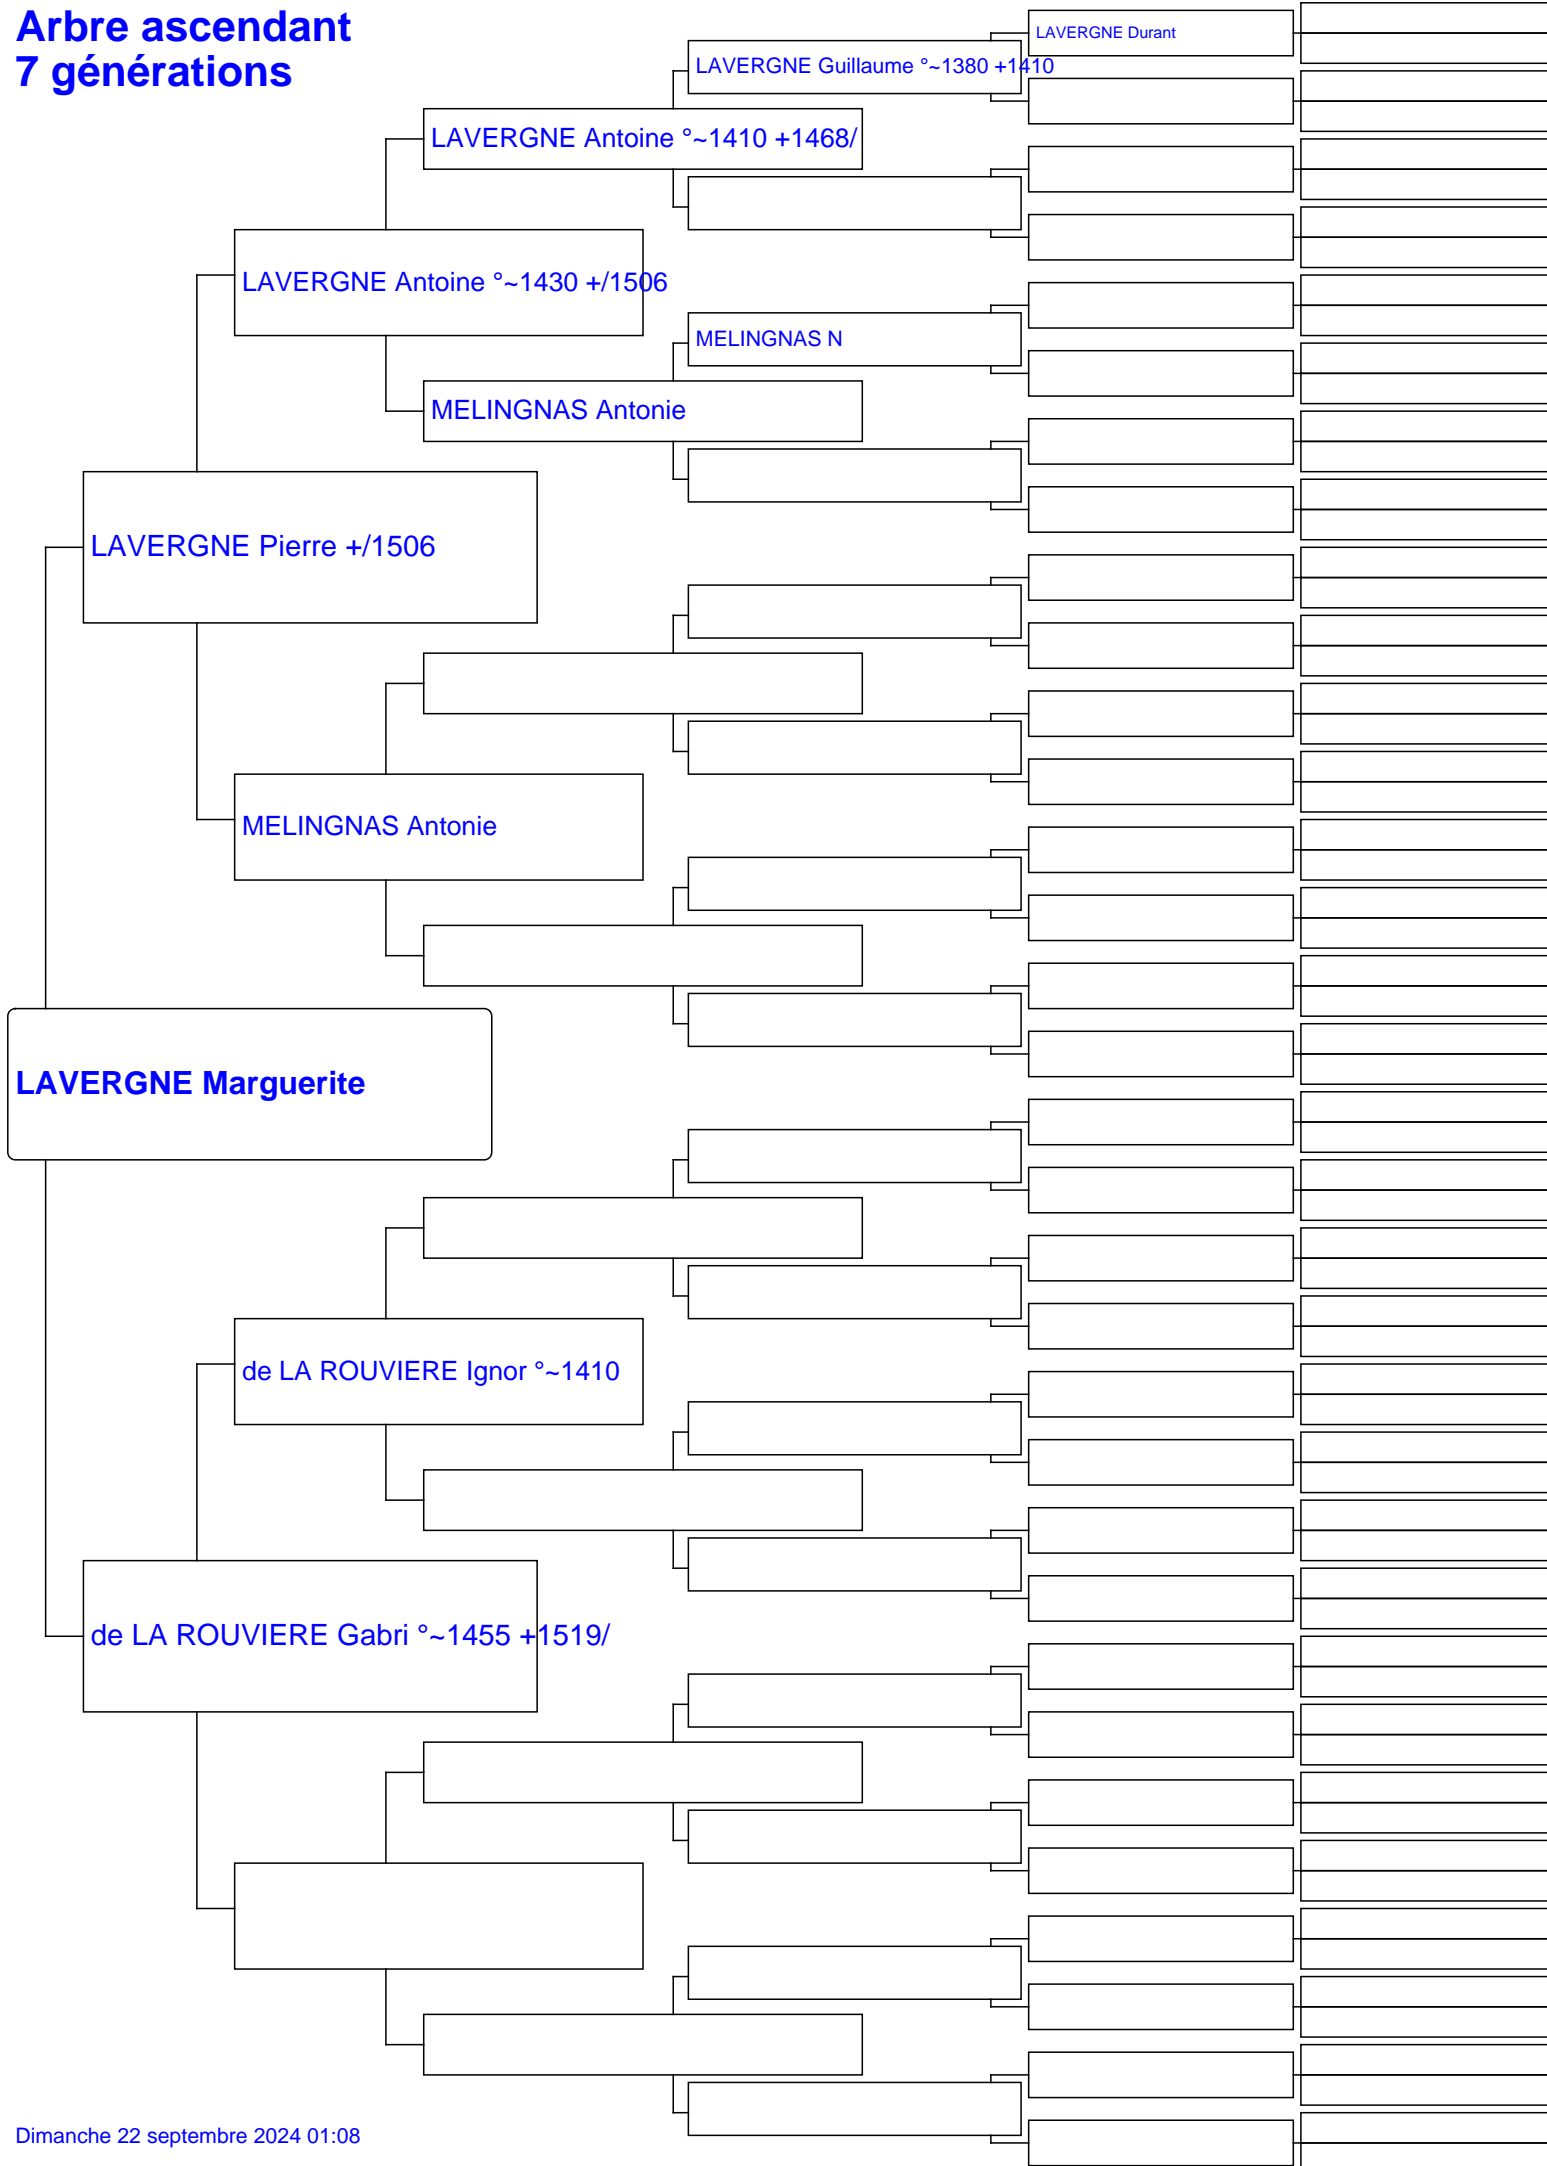 Arbre ascendant
7 générations
LAVERGNE Durant
LAVERGNE Guillaume °~1380 +1410
LAVERGNE Antoine °~1410 +1468/
LAVERGNE Antoine °~1430 +/1506
MELINGNAS N
MELINGNAS Antonie
LAVERGNE Pierre +/1506
MELINGNAS Antonie
LAVERGNE Marguerite
de LA ROUVIERE Ignor °~1410
de LA ROUVIERE Gabri °~1455 +1519/
Dimanche 22 septembre 2024 01:08